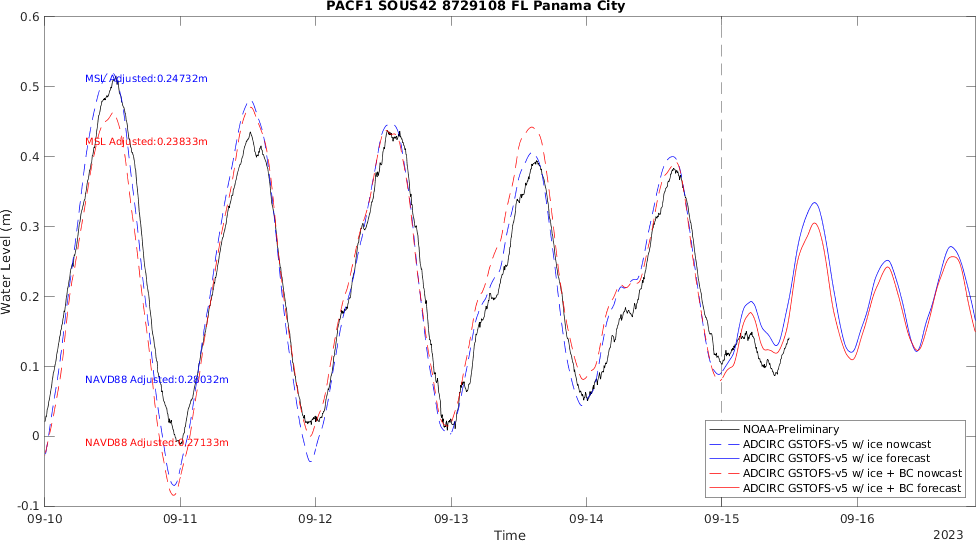 PACF1 SOUS42 8729108 FL Panama City
0.6
0.5
0.4
0.3
0.2
0.1
0
-0.1
Water Level (m)
MSL Adjusted:0.24732m
MSL Adjusted:0.23833m
NAVD88 Adjusted:0.28032m
NAVD88 Adjusted:0.27133m
NOAA-Preliminary
ADCIRC GSTOFS-v5 w/ ice nowcast
ADCIRC GSTOFS-v5 w/ ice forecast
ADCIRC GSTOFS-v5 w/ ice + BC nowcast
ADCIRC GSTOFS-v5 w/ ice + BC forecast
09-10 09-11 09-12 09-13 09-14 09-15 09-16
Time
2023